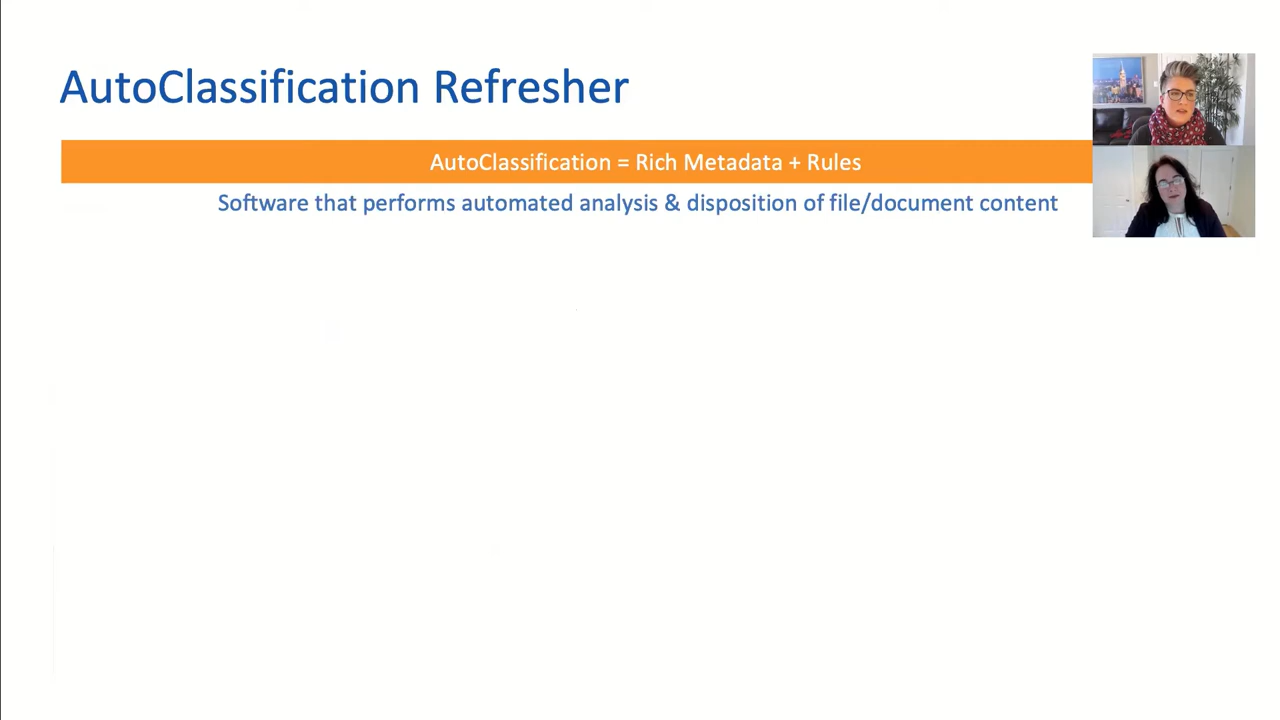 AutoClassification Refresher
AutoClassification = Rich Metadata + Rules
Software that performs automated analysis & disposition of file/document content